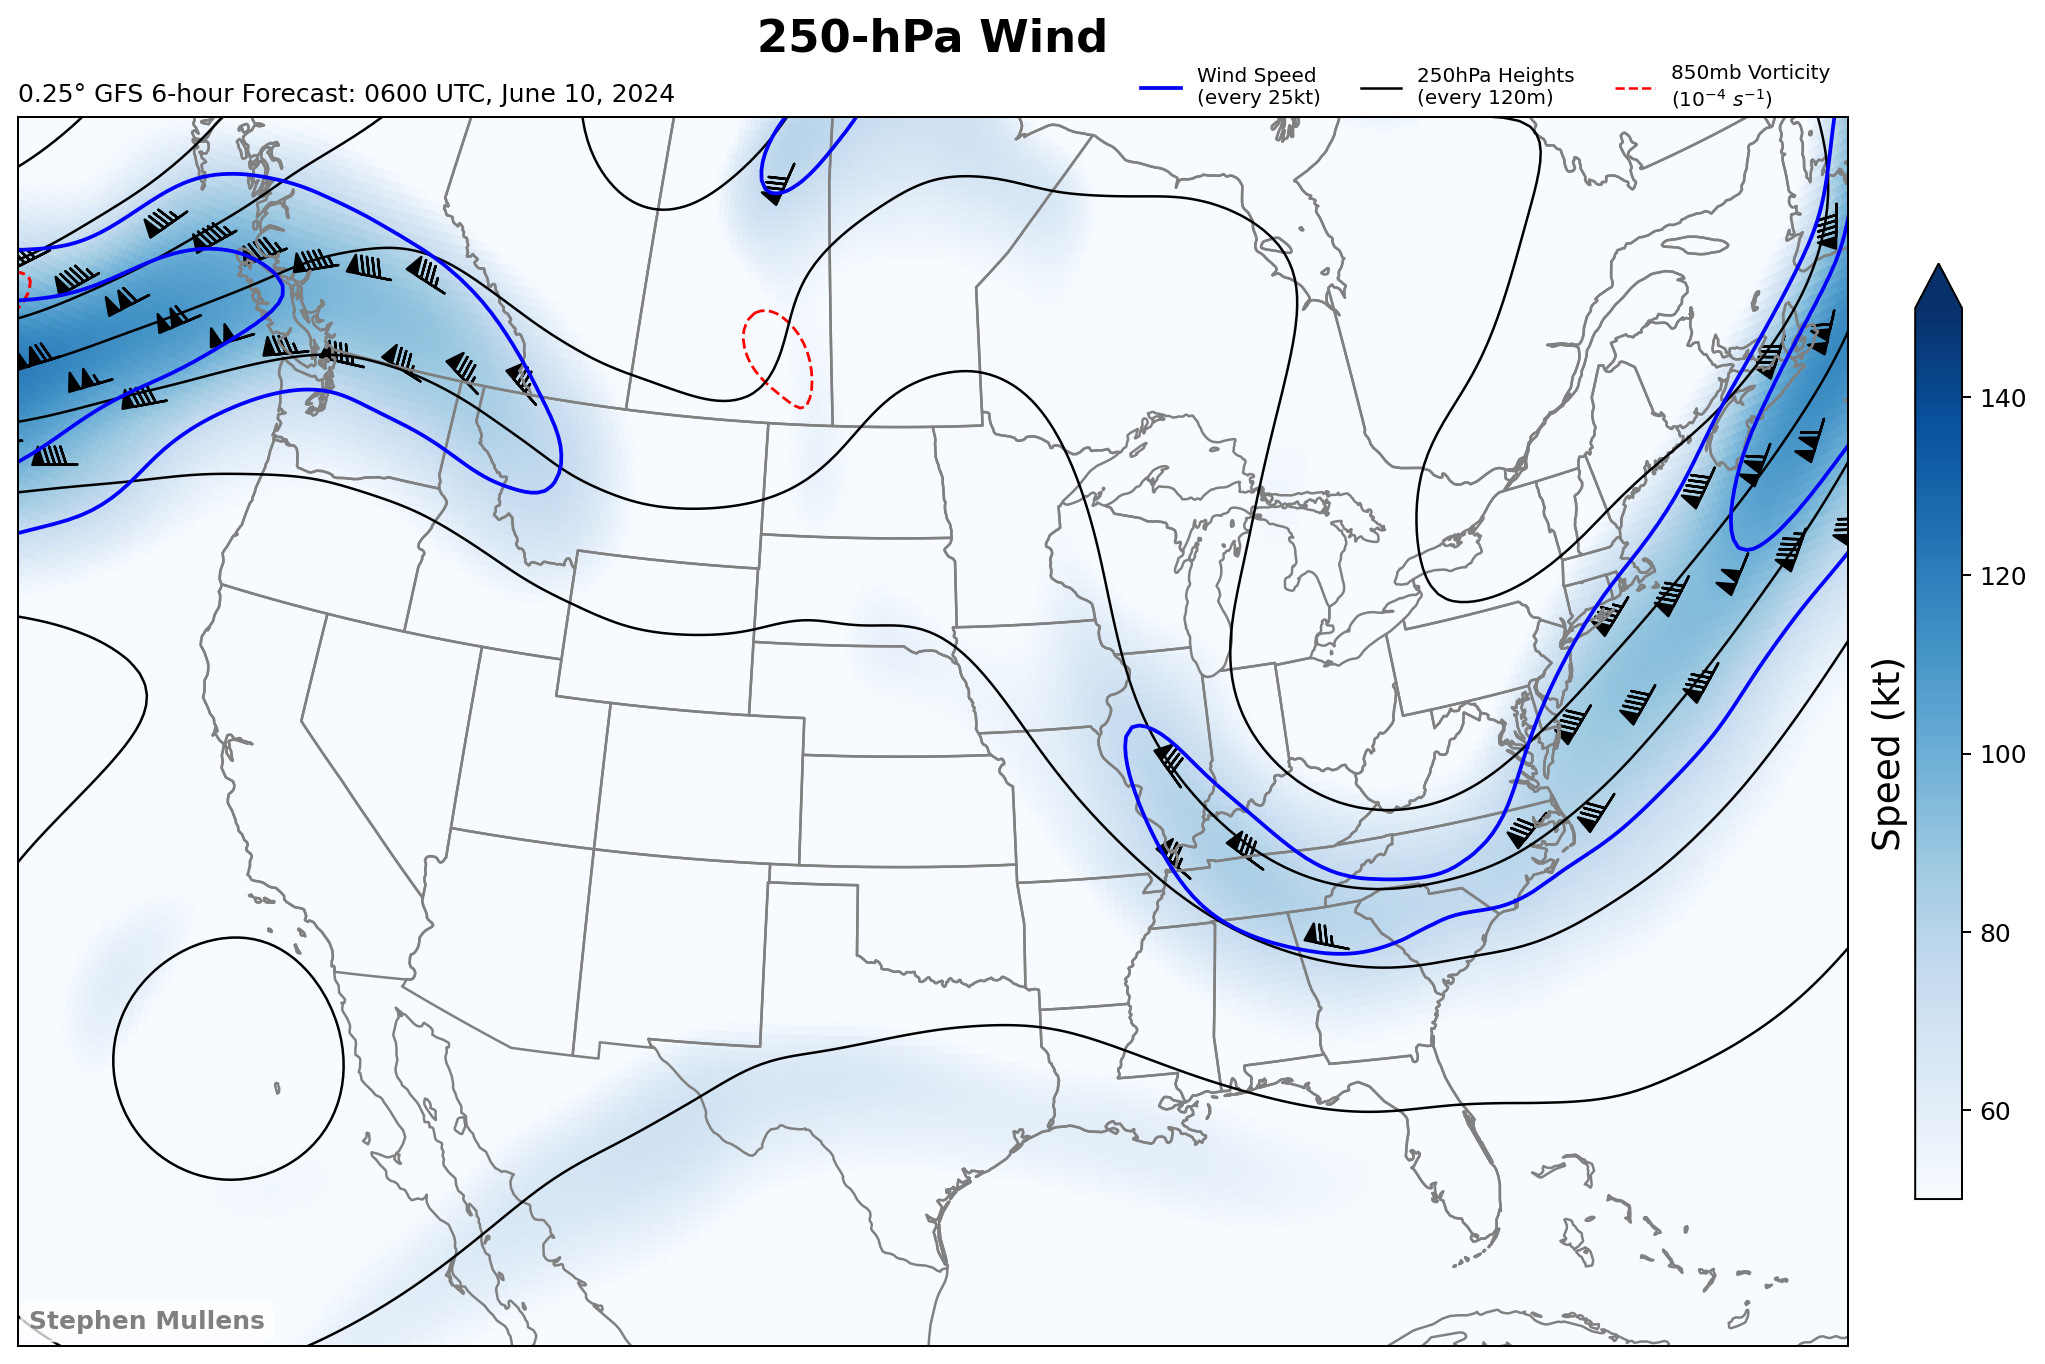 250-hPa Wind
0.25° GFS 6-hour Forecast: 0600 UTC, June 10, 2024
Wind Speed
(every 25kt)
250hPa Heights
(every 120m)
850mb Vorticity
(10⁻⁴ s⁻¹)
140
120
100
80
60
Speed (kt)
Stephen Mullens